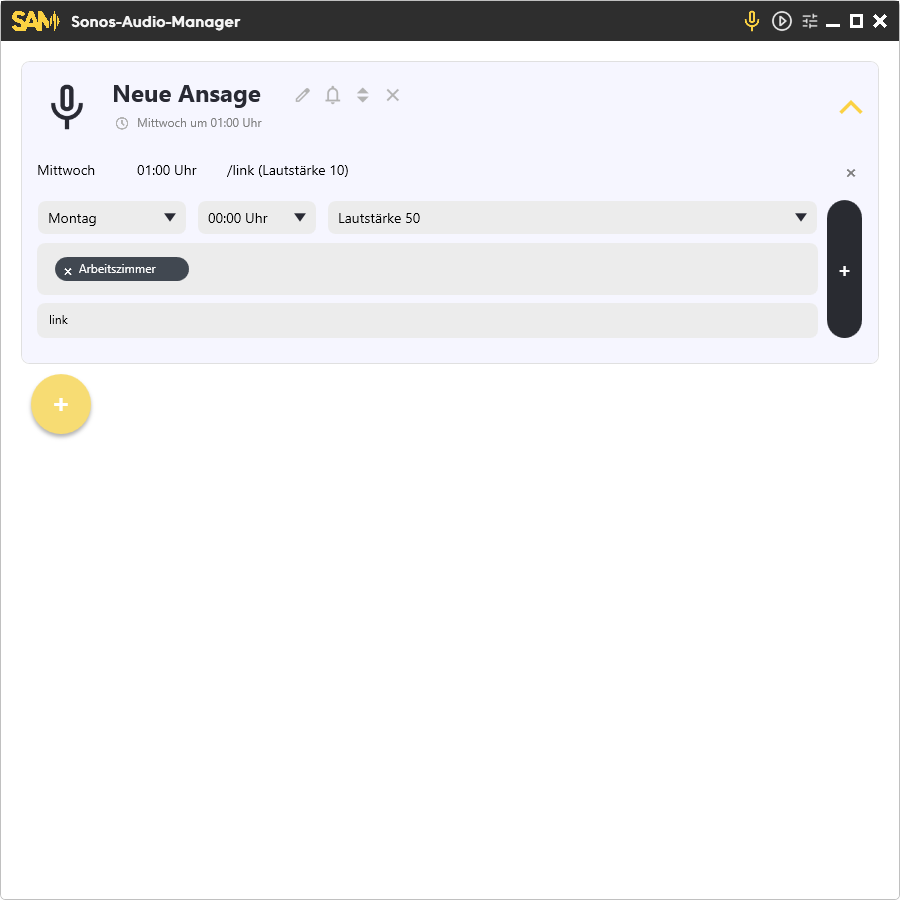 SAM Sonos-Audio-Manager
Neue Ansage
Mittwoch um 01:00 Uhr
Mittwoch 01:00 Uhr /link (Lautstärke 10)
Montag 00:00 Uhr Lautstärke 50
Arbeitszimmer
link